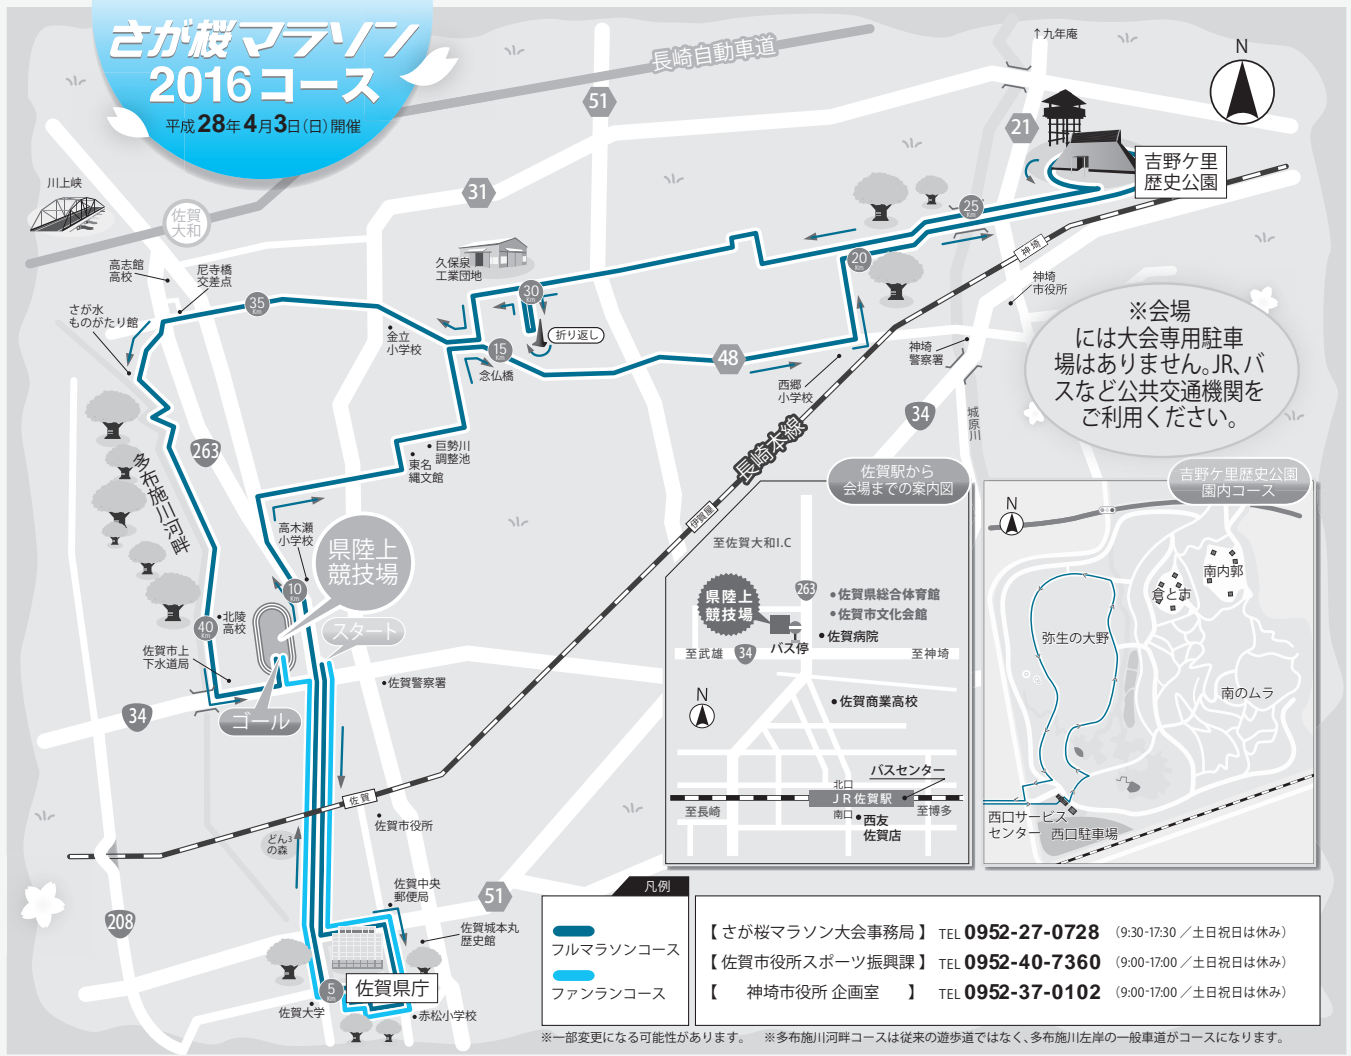 さが桜マラソン
2016コース
平成28年4月3日(日)開催
長崎自動車道
↑九年庵
N
51
21
31
吉野ケ里
歴史公園
川上峡
佐賀
大和
25
Km
20
Km
神埼
神埼
市役所
久保泉
工業団地
高志館
高校
尼寺橋
交差点
30
Km
折り返し
35
Km
さが水
ものがたり館
金立
小学校
15
Km
念仏橋
48
西郷
小学校
神埼
警察署
※会場
には大会専用駐車
場はありません。JR、バ
スなど公共交通機関を
ご利用ください。
34
城原川
長崎本線
263
多布施川河畔
巨勢川
調整池
東名
縄文館
伊賀屋
高木瀬
小学校
県陸上
競技場
10
Km
スタート
40
Km
北陵
高校
佐賀市上
下水道局
佐賀警察署
34
ゴール
佐賀
佐賀市役所
どん3
の森
208
佐賀中央
郵便局
51
佐賀城本丸
歴史館
5
Km
佐賀県庁
佐賀大学
赤松小学校
佐賀駅から
会場までの案内図
至佐賀大和I.C
県陸上
競技場
263
佐賀県総合体育館
佐賀市文化会館
佐賀病院
バス停
至武雄
34
至神埼
N
佐賀商業高校
バスセンター
北口
JR佐賀駅
至長崎
南口
至博多
西友
佐賀店
吉野ケ里歴史公園
園内コース
N
南内郭
倉と市
弥生の大野
南のムラ
西口サービス
センター
西口駐車場
凡例
フルマラソンコース
ファンランコース
【 さが桜マラソン大会事務局 】 TEL 0952-27-0728 (9:30-17:30 ／土日祝日は休み)
【 佐賀市役所スポーツ振興課 】 TEL 0952-40-7360 (9:00-17:00 ／土日祝日は休み)
【 神埼市役所 企画室 】 TEL 0952-37-0102 (9:00-17:00 ／土日祝日は休み)
※一部変更になる可能性があります。 ※多布施川河畔コースは従来の遊歩道ではなく、多布施川左岸の一般車道がコースになります。